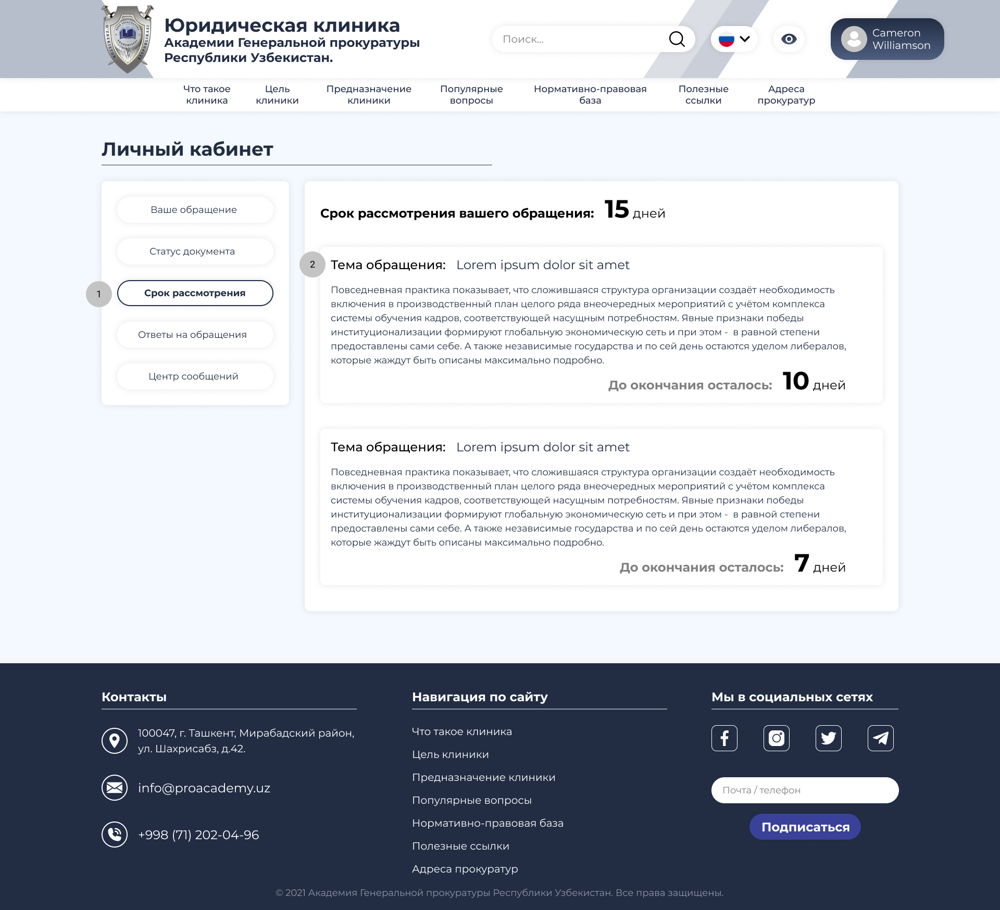 Юридическая клиника
Академии Генеральной прокуратуры
Республики Узбекистан.
O'ZBEKISTON
RESPUBLIKASI
Поиск...
Cameron
Williamson
Что такое
клиника
Цель
клиники
Предназначение
клиники
Популярные
вопросы
Нормативно-правовая
база
Полезные
ссылки
Адреса
прокуратур
Личный кабинет
Ваше обращение
Статус документа
1
Срок рассмотрения
Ответы на обращения
Центр сообщений
Срок рассмотрения вашего обращения: 15 дней
2
Тема обращения: Lorem ipsum dolor sit amet
Повседневная практика показывает, что сложившаяся структура организации создаёт необходимость
включения в производственный план целого ряда внеочередных мероприятий с учётом комплекса
системы обучения кадров, соответствующей насущным потребностям. Явные признаки победы
институционализации формируют глобальную экономическую сеть и при этом -  в равной степени
предоставлены сами себе. А также независимые государства и по сей день остаются уделом либералов,
которые жаждут быть описаны максимально подробно.
До окончания осталось: 10 дней
Тема обращения: Lorem ipsum dolor sit amet
Повседневная практика показывает, что сложившаяся структура организации создаёт необходимость
включения в производственный план целого ряда внеочередных мероприятий с учётом комплекса
системы обучения кадров, соответствующей насущным потребностям. Явные признаки победы
институционализации формируют глобальную экономическую сеть и при этом -  в равной степени
предоставлены сами себе. А также независимые государства и по сей день остаются уделом либералов,
которые жаждут быть описаны максимально подробно.
До окончания осталось: 7 дней
Контакты
100047, г. Ташкент, Мирабадский район,
ул. Шахрисабз, д.42.
info@proacademy.uz
+998 (71) 202-04-96
Навигация по сайту
Что такое клиника
Цель клиники
Предназначение клиники
Популярные вопросы
Нормативно-правовая база
Полезные ссылки
Адреса прокуратур
Мы в социальных сетях
Почта / телефон
Подписаться
© 2021 Академия Генеральной прокуратуры Республики Узбекистан. Все права защищены.